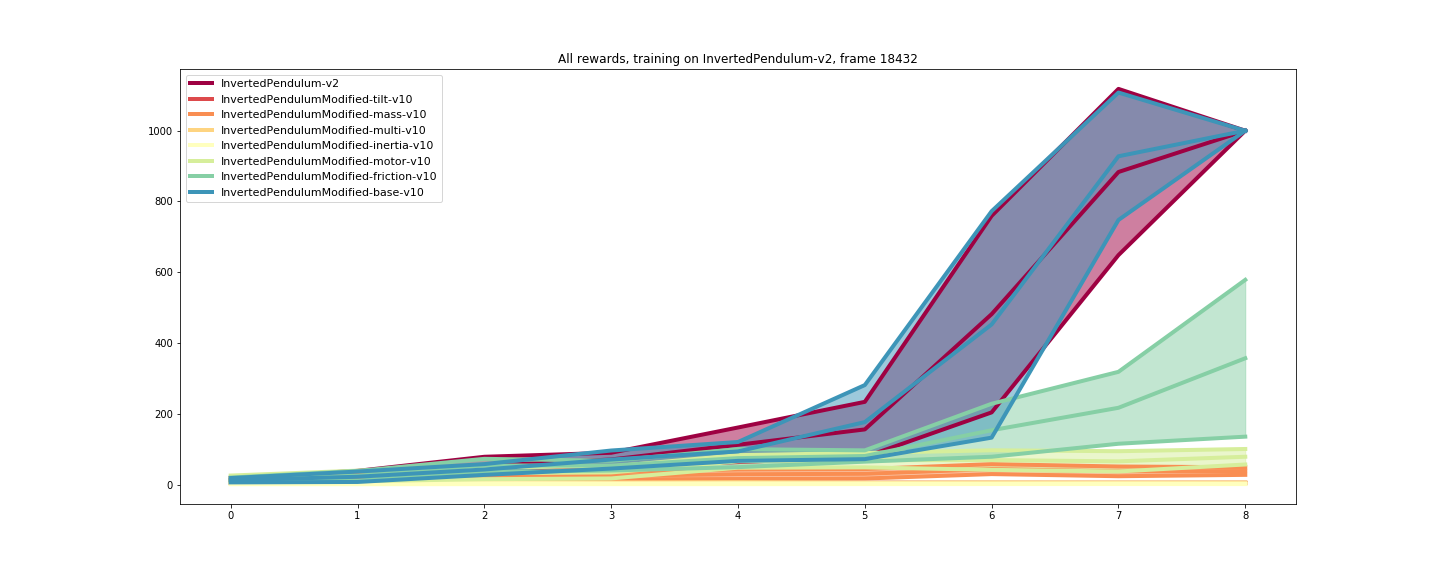 All rewards, training on InvertedPendulum-v2, frame 18432
InvertedPendulum-v2
InvertedPendulumModified-tilt-v10
InvertedPendulumModified-mass-v10
InvertedPendulumModified-multi-v10
InvertedPendulumModified-inertia-v10
InvertedPendulumModified-motor-v10
InvertedPendulumModified-friction-v10
InvertedPendulumModified-base-v10
1000
800
600
400
200
0
0 1 2 3 4 5 6 7 8